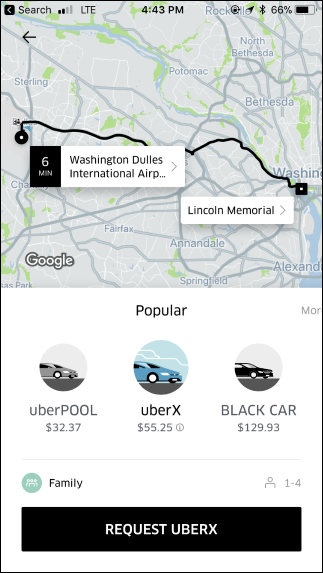 Search LTE 4:43 PM 66%
Rockville
North
Bethesda
Potomac
Sterling
Bethesda
6
MIN
Washington Dulles
International Airp...
Washin
Lincoln Memorial
Annandale
Fairfax
Alexand
Google
Springfield
sas Park
Popular
Mor
uberPOOL
$32.37
uberX
$55.25
BLACK CAR
$129.93
Family
1-4
REQUEST UBERX